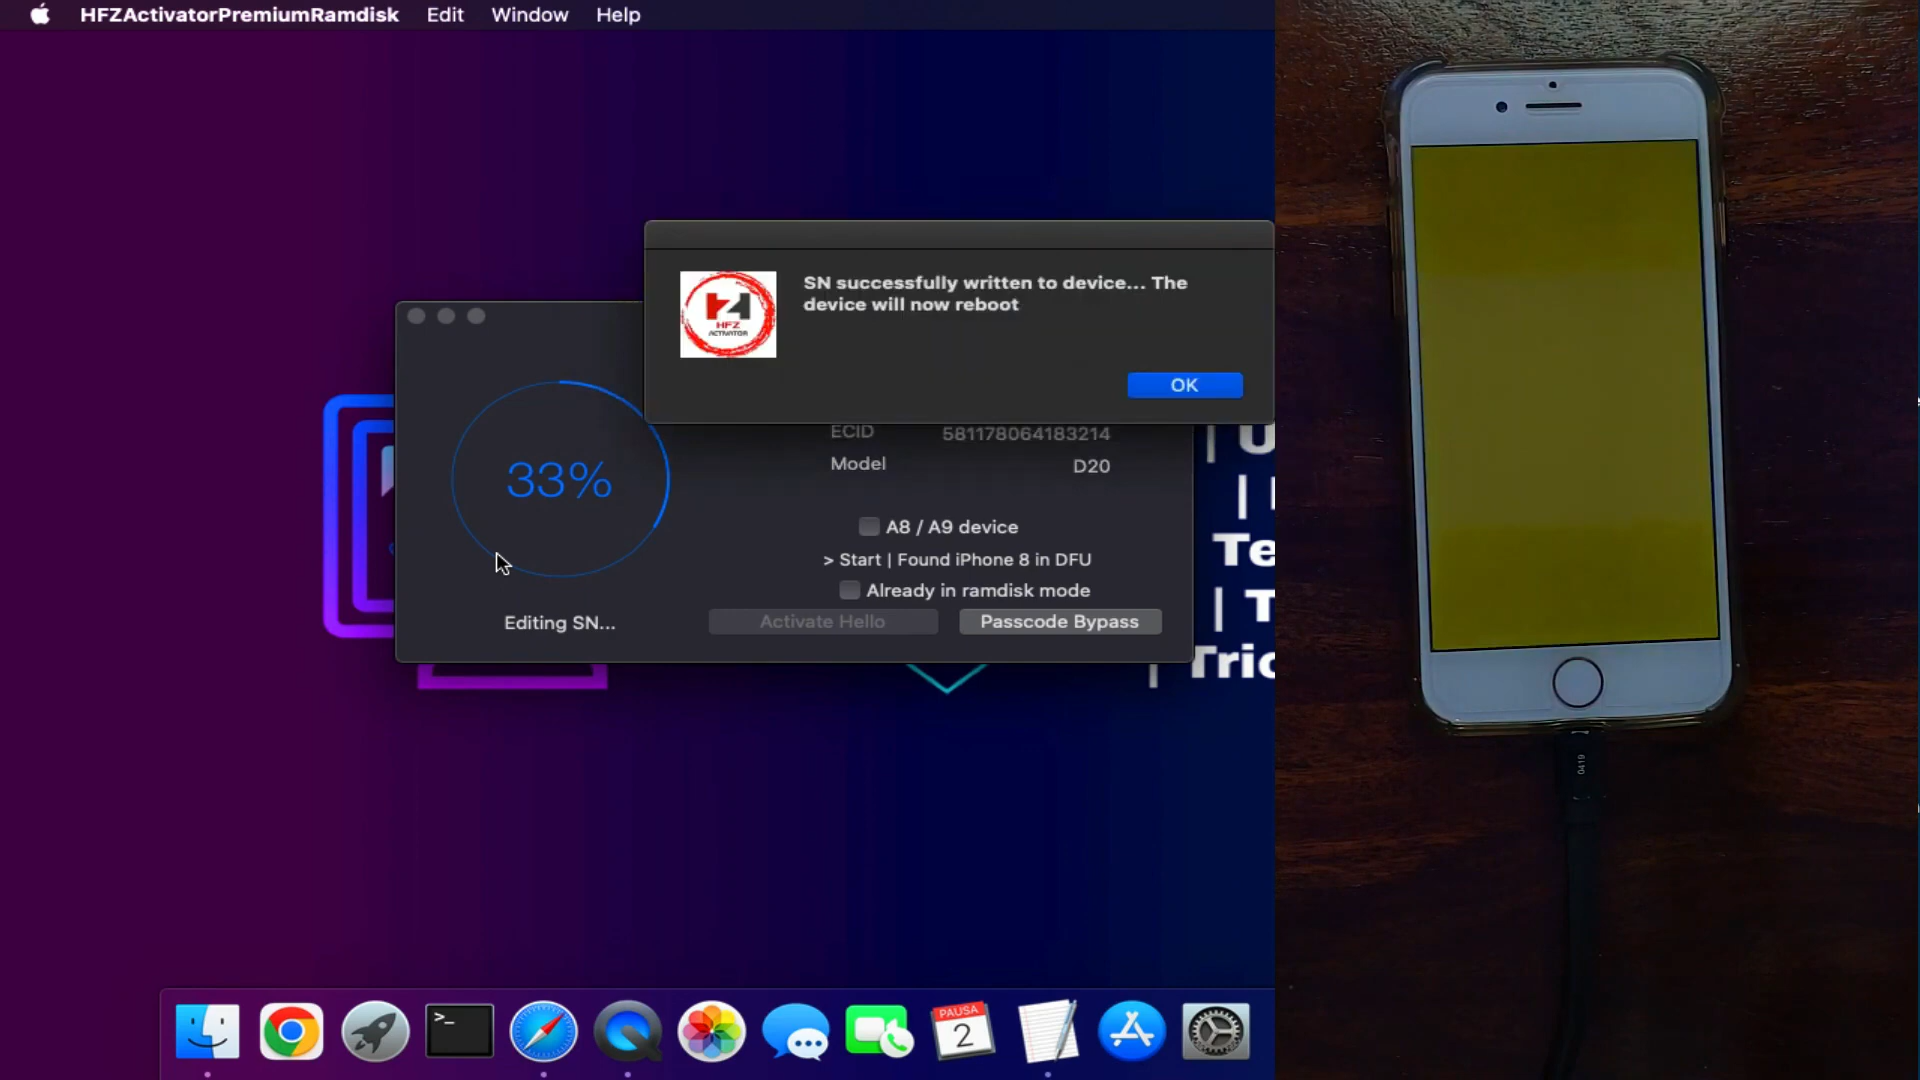 HFZActivatorPremiumRamdisk Edit Window Help
SN successfully written to device... The
device will now reboot
HFZ
ACTIVATOR
OK
ECID 581178064183214
Model D20
33%
A8 / A9 device
> Start | Found iPhone 8 in DFU
Already in ramdisk mode
Editing SN...
Activate Hello
Passcode Bypass
| U
|
Te
| T
| Tric
0419
>_
PAUSA
2